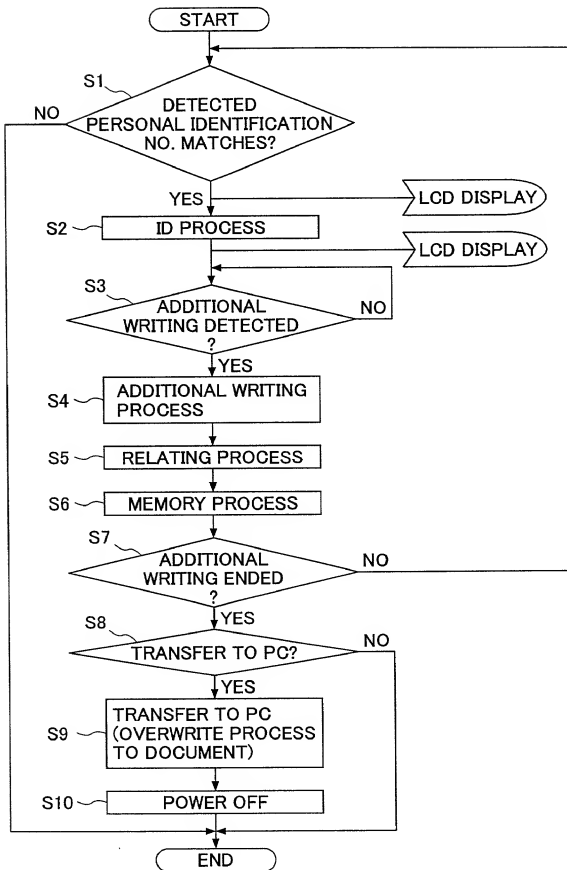 START
S1
NO
DETECTED
PERSONAL IDENTIFICATION
NO. MATCHES?
YES
LCD DISPLAY
S2
ID PROCESS
LCD DISPLAY
S3
ADDITIONAL
WRITING DETECTED
?
NO
YES
S4
ADDITIONAL WRITING
PROCESS
S5
RELATING PROCESS
S6
MEMORY PROCESS
S7
ADDITIONAL
WRITING ENDED
?
NO
YES
S8
TRANSFER TO PC?
NO
YES
S9
TRANSFER TO PC
(OVERWRITE PROCESS
TO DOCUMENT)
S10
POWER OFF
END